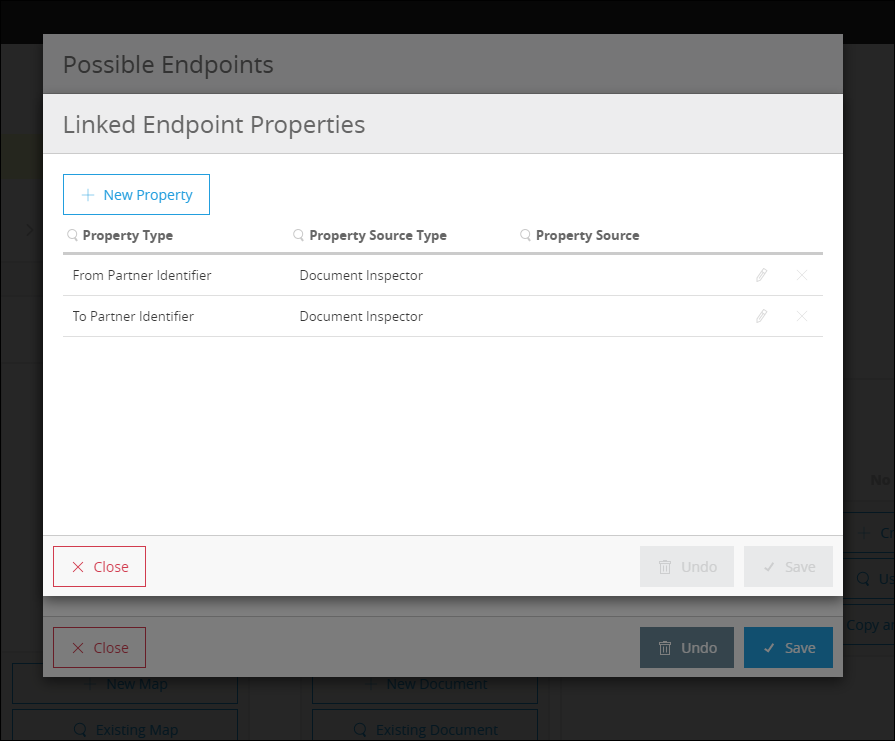 Possible Endpoints
Linked Endpoint Properties
New Property
Property Type Property Source Type Property Source
From Partner Identifier Document Inspector
To Partner Identifier Document Inspector
No
Cr
Close Undo Save
Us
Copy a
Close Undo Save
New Map New Document
Existing Map Existing Document